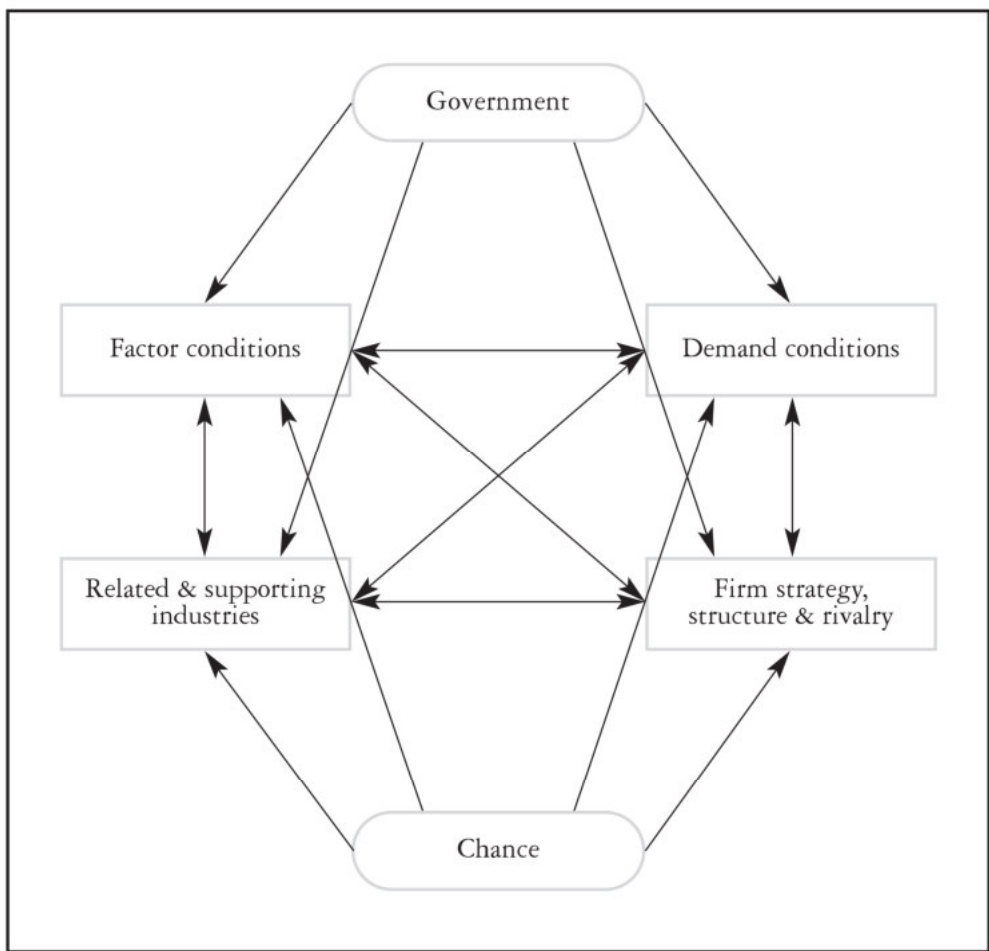 Government
Factor conditions
Demand conditions
Related & supporting
industries
Firm strategy,
structure & rivalry
Chance